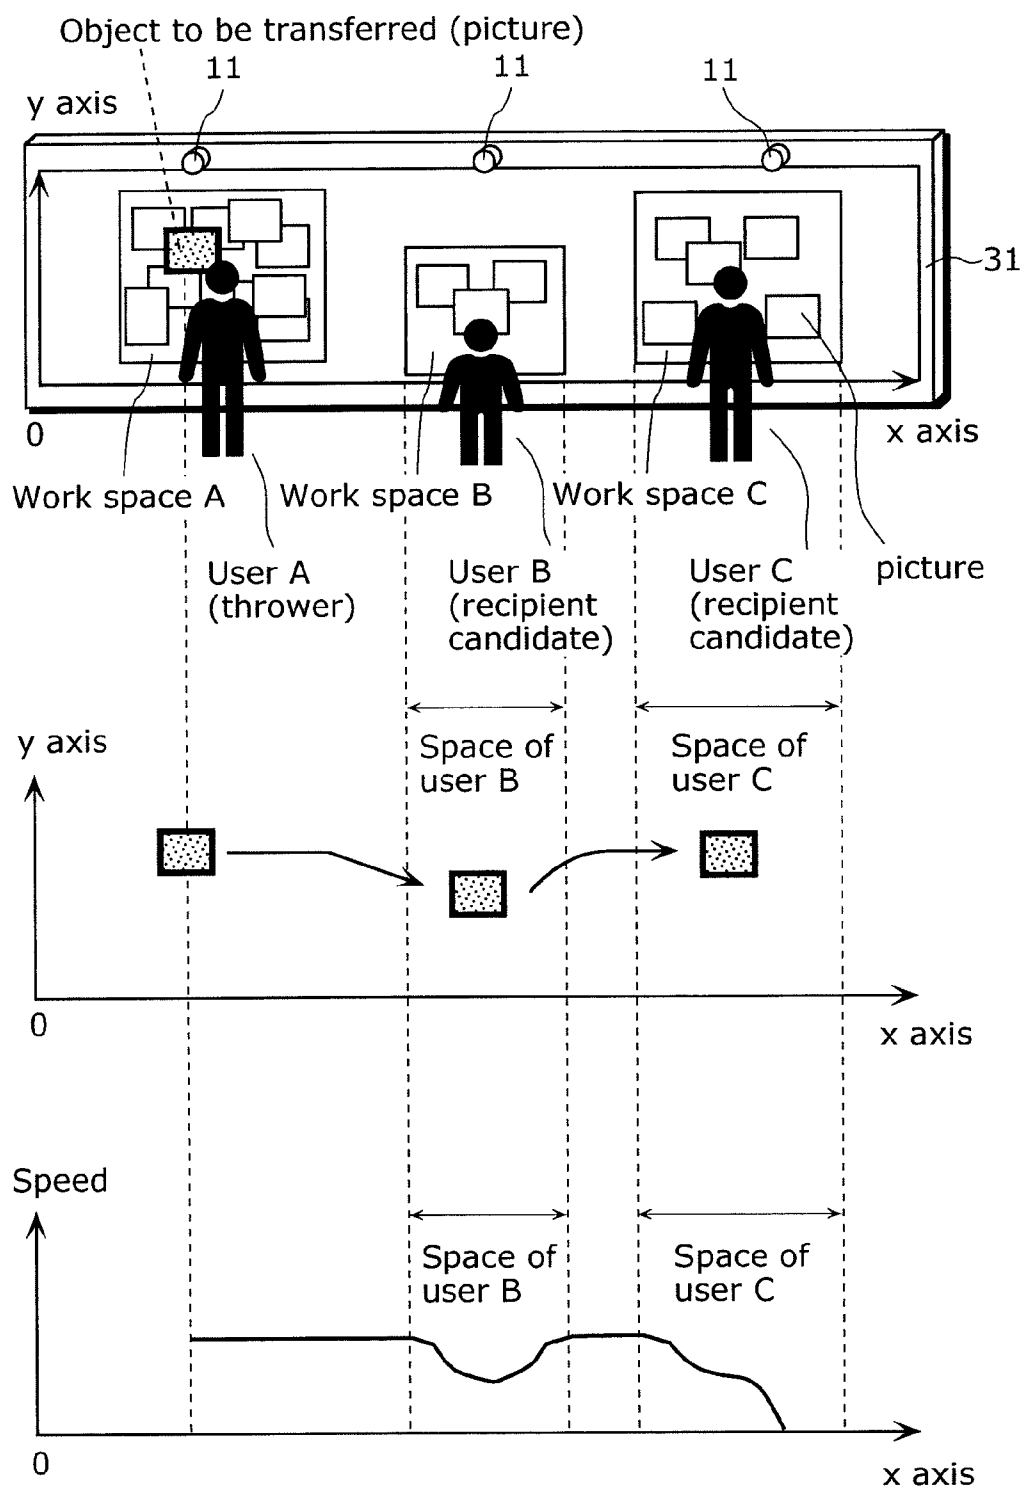 Object to be transferred (picture)
11
11
11
y axis
31
0
x axis
Work space A
Work space B
Work space C
User A
(thrower)
User B
(recipient
candidate)
User C
(recipient
candidate)
picture
y axis
Space of
user B
Space of
user C
0
x axis
Speed
Space of
user B
Space of
user C
0
x axis